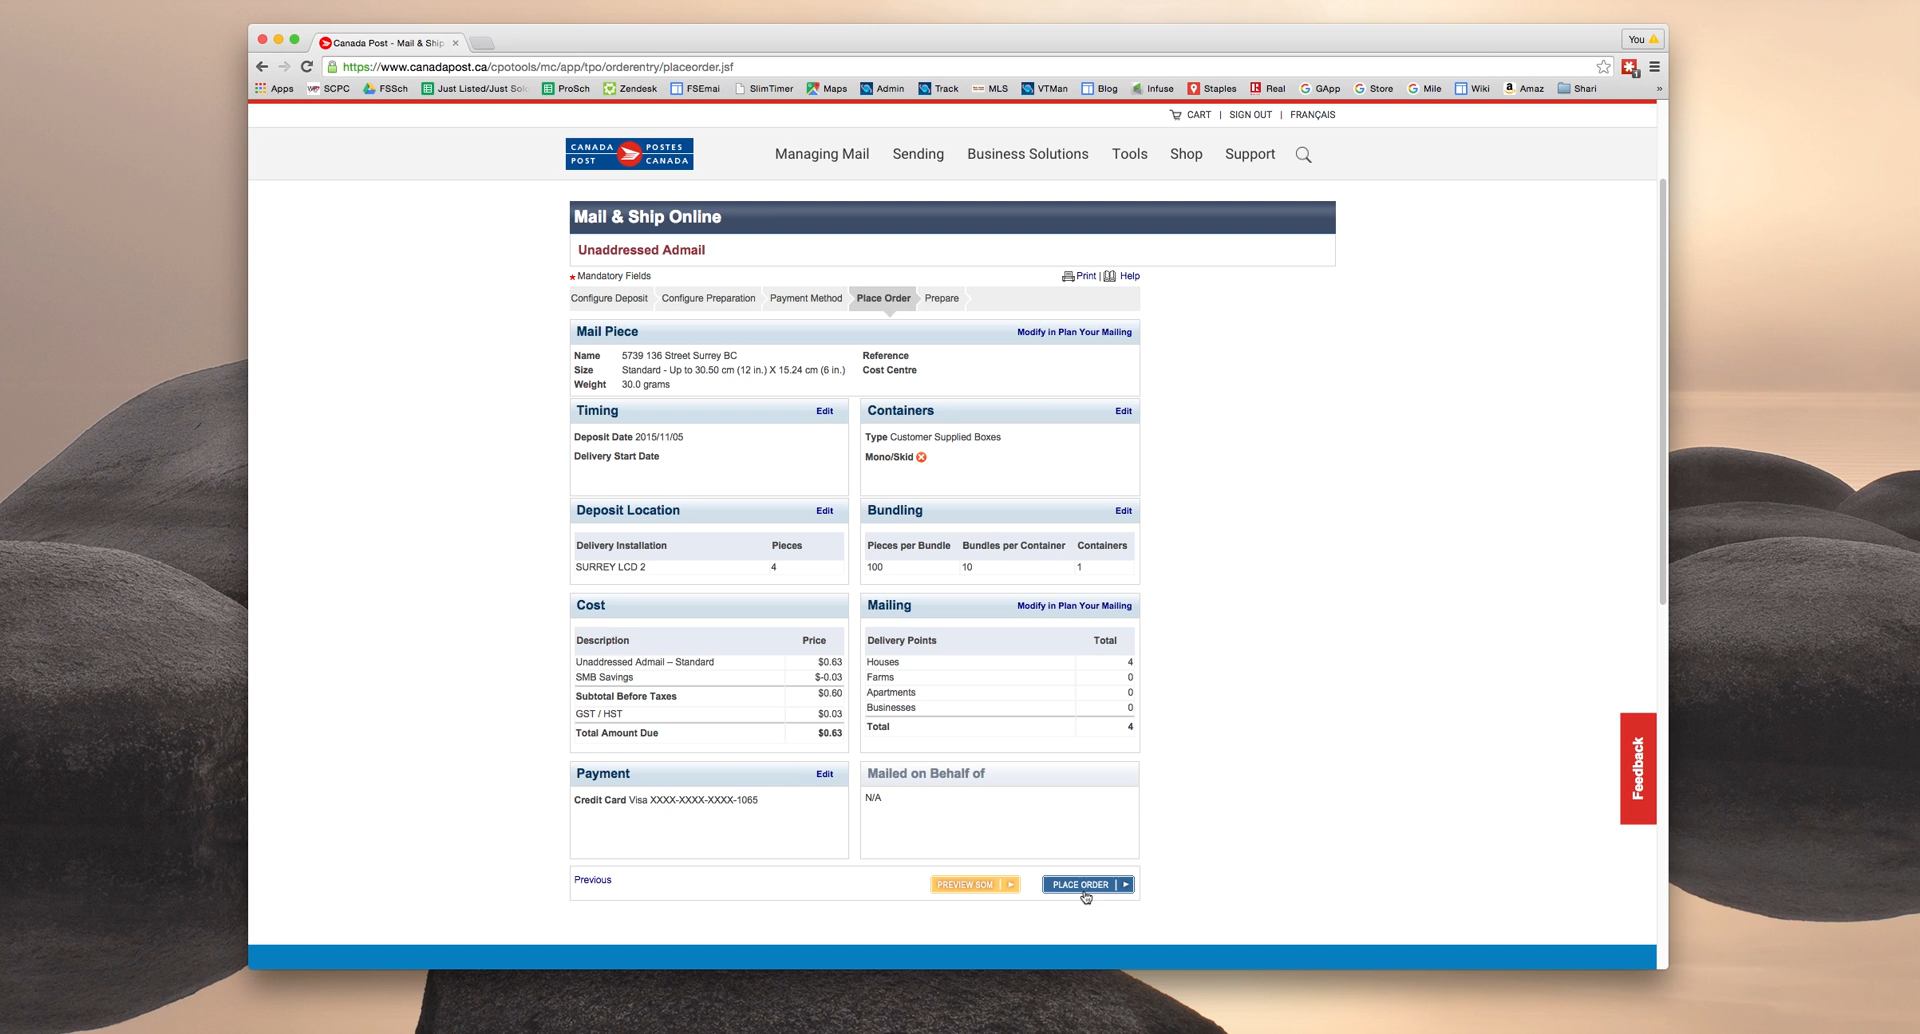 Canada Post - Mail & Ship
You
https://www.canadapost.ca/cpotools/mc/app/tpo/orderentry/placeorder.jsf
Apps SCPC FSSch Just Listed/Just Sol ProSch Zendesk FSEmai SlimTimer Maps Admin Track MLS VTMan Blog Infuse Staples Real GApp Store Mile Wiki Amaz Shari »
CART | SIGN OUT | FRANÇAIS
CANADA POSTES
POST CANADA
Managing Mail Sending Business Solutions Tools Shop Support
Mail & Ship Online
Unaddressed Admail
* Mandatory Fields Print | Help
Configure Deposit Configure Preparation Payment Method Place Order Prepare
Mail Piece Modify in Plan Your Mailing
Name 5739 136 Street Surrey BC Reference
Size Standard - Up to 30.50 cm (12 in.) X 15.24 cm (6 in.) Cost Centre
Weight 30.0 grams
Timing Edit
Deposit Date 2015/11/05
Delivery Start Date
Containers Edit
Type Customer Supplied Boxes
Mono/Skid
Deposit Location Edit
Delivery Installation Pieces
SURREY LCD 2 4
Bundling Edit
Pieces per Bundle Bundles per Container Containers
100 10 1
Cost
Description Price
Unaddressed Admail – Standard $0.63
SMB Savings $-0.03
Subtotal Before Taxes $0.60
GST / HST $0.03
Total Amount Due $0.63
Mailing Modify in Plan Your Mailing
Delivery Points Total
Houses 4
Farms 0
Apartments 0
Businesses 0
Total 4
Payment Edit
Credit Card Visa XXXX-XXXX-XXXX-1065
Mailed on Behalf of
N/A
Previous PREVIEW SOM PLACE ORDER
Feedback